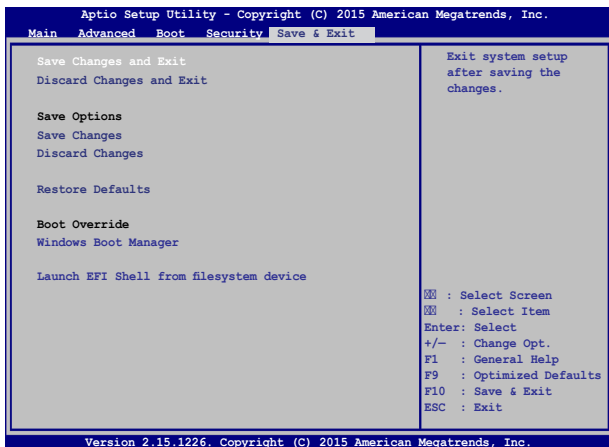 Aptio Setup Utility - Copyright (C) 2015 American Megatrends, Inc.
Main Advanced Boot Security Save & Exit
Save Changes and Exit
Discard Changes and Exit
Save Options
Save Changes
Discard Changes
Restore Defaults
Boot Override
Windows Boot Manager
Launch EFI Shell from filesystem device
Exit system setup
after saving the
changes.
: Select Screen
: Select Item
Enter: Select
+/— : Change Opt.
F1 : General Help
F9 : Optimized Defaults
F10 : Save & Exit
ESC : Exit
Version 2.15.1226. Copyright (C) 2015 American Megatrends, Inc.